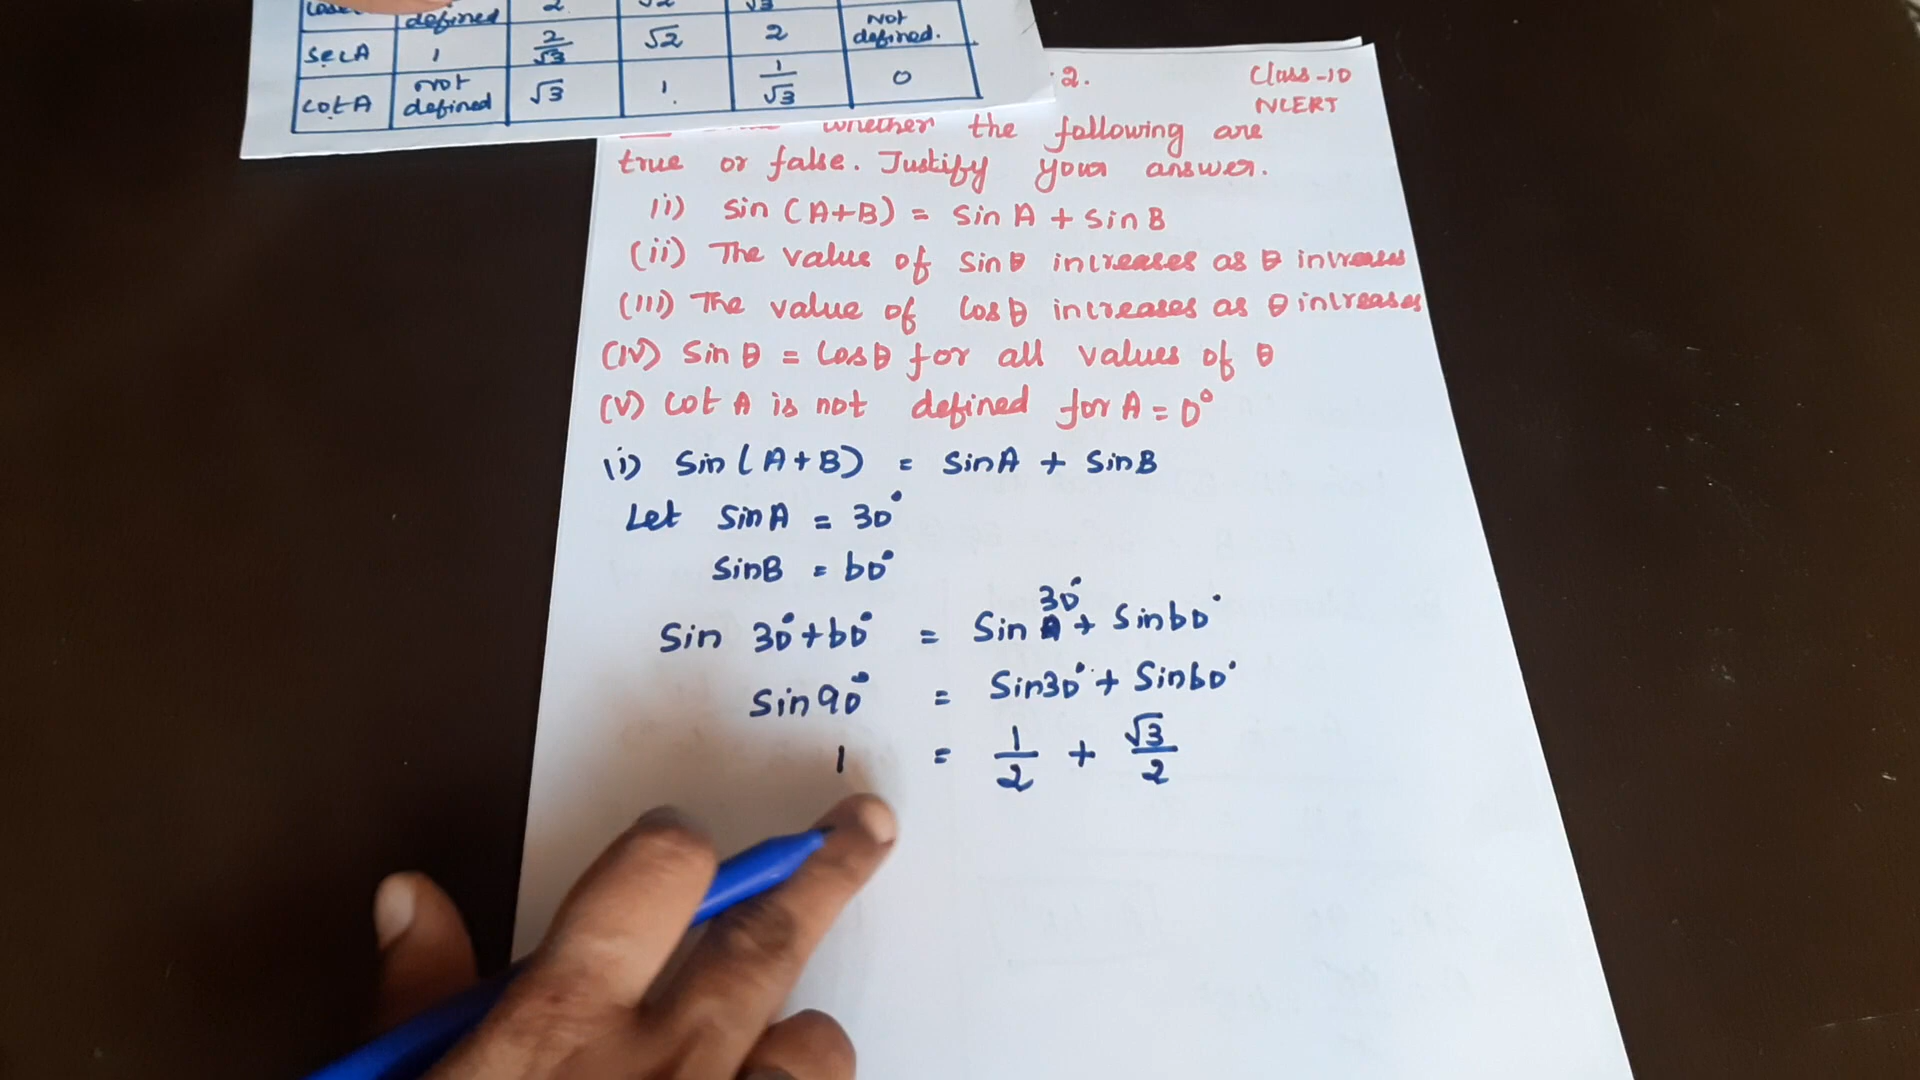 defined 2 √2 √3 Not
secA 1 2/√3 √2 2 defined.
cotA not defined √3 1. 1/√3 0
.2. Class-10
NCERT
whether the following are
true or false. Justify your answer.
(i) sin (A+B) = sin A + sin B
(ii) The value of sinθ increases as θ increases
(iii) The value of cosθ increases as θ increases
(iv) sin θ = cosθ for all values of θ
(v) cot A is not defined for A = 0°
(i) sin (A+B) = sinA + sinB
Let sinA = 30°
sinB = 60°
30°
sin 30°+60° = sin + sin60°
sin90° = sin30° + sin60°
1 = 1/2 + √3/2